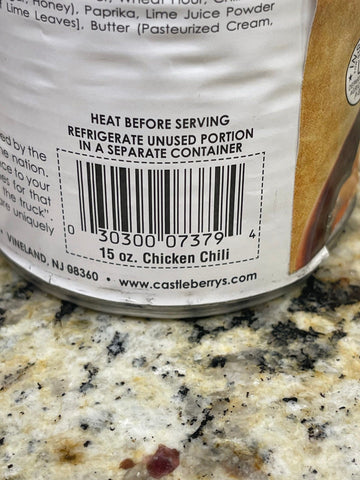 Honey), Paprika, Lime Juice Powder
Lime Leaves], Butter (Pasteurized Cream,
HEAT BEFORE SERVING
REFRIGERATE UNUSED PORTION
IN A SEPARATE CONTAINER
ed by the
nation.
ce to your
es for that
the truck"
uniquely
0 30300 07379 4
15 oz. Chicken Chili
• VINELAND, NJ 08360 • www.castleberrys.com